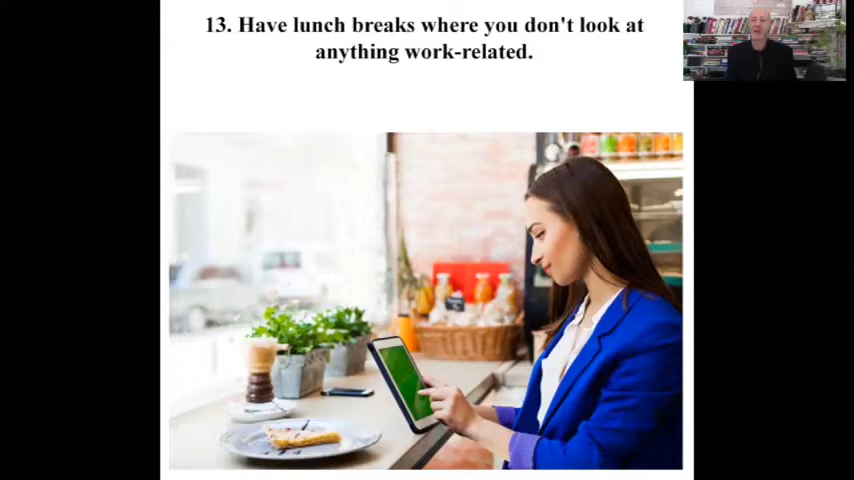 13. Have lunch breaks where you don't look at
anything work-related.